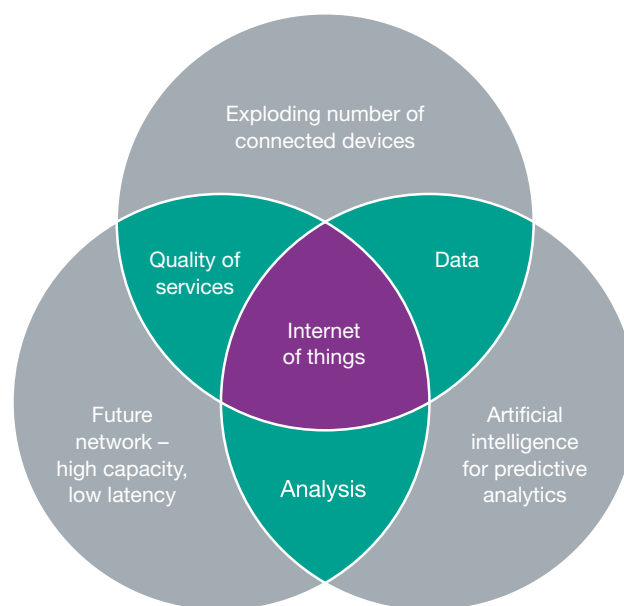 Exploding number of
connected devices
Quality of
services
Data
Internet
of things
Future
network –
high capacity,
low latency
Artificial
intelligence
for predictive
analytics
Analysis